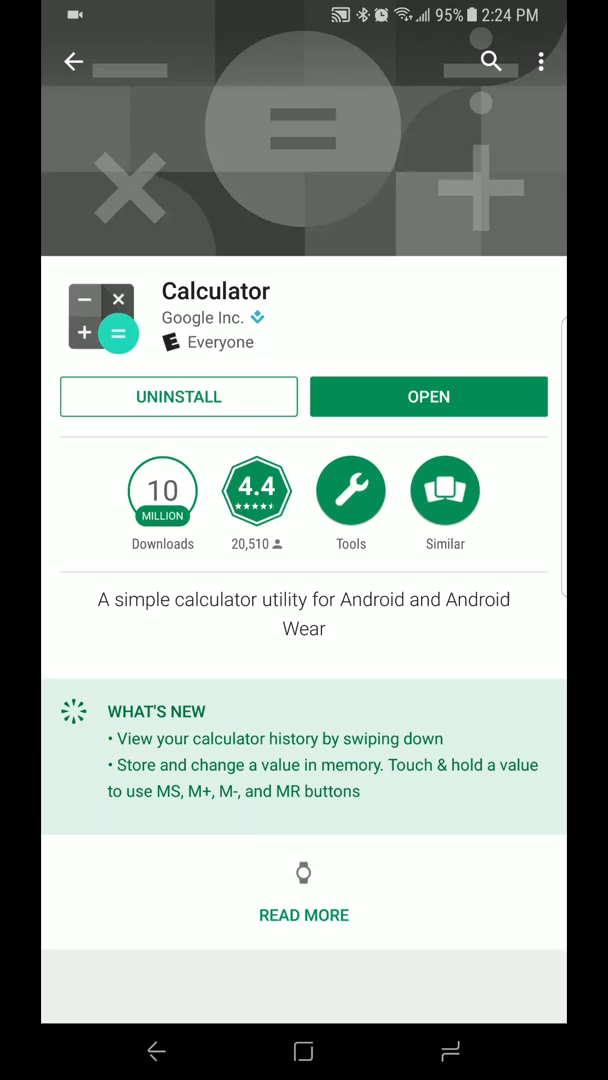 95% 2:24 PM
Calculator
Google Inc.
E Everyone
UNINSTALL OPEN
10 4.4
MILLION
Downloads 20,510 Tools Similar
A simple calculator utility for Android and Android
Wear
WHAT'S NEW
• View your calculator history by swiping down
• Store and change a value in memory. Touch & hold a value
to use MS, M+, M-, and MR buttons
READ MORE